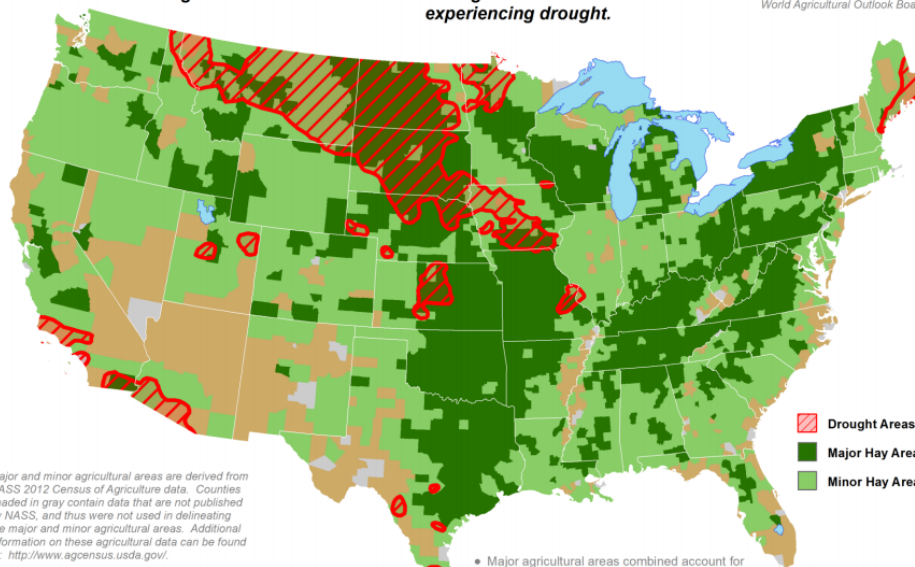 World Agricultural Outlook Boa
experiencing drought.
Drought Areas
Major Hay Area
Minor Hay Area
ajor and minor agricultural areas are derived from
ASS 2012 Census of Agriculture data. Counties
haded in gray contain data that are not published
y NASS, and thus were not used in delineating
e major and minor agricultural areas. Additional
formation on these agricultural data can be found
: http://www.agcensus.usda.gov/.
• Major agricultural areas combined account for